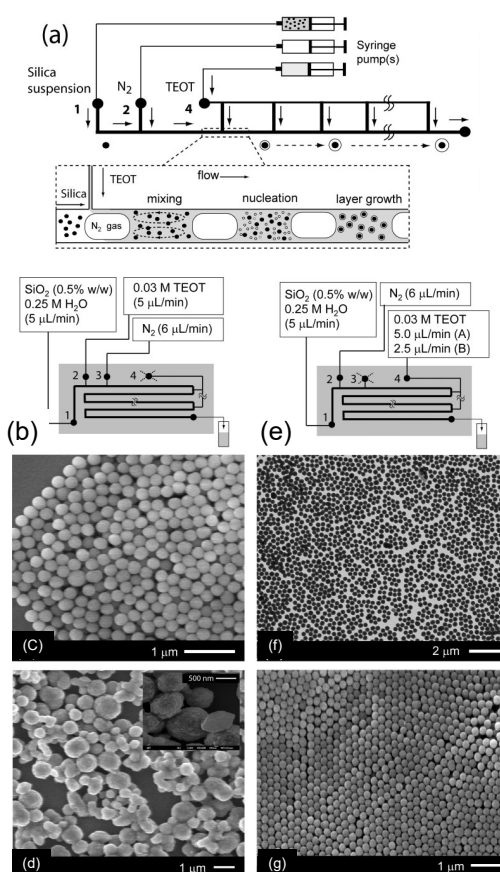 (a)
Silica
suspension
N2
TEOT
Syringe
pump(s)
1
2
4
Silica
TEOT
flow
N2 gas
mixing
nucleation
layer growth
SiO2 (0.5% w/w)
0.25 M H2O
(5 µL/min)
0.03 M TEOT
(5 µL/min)
N2 (6 µL/min)
2
3
4
1
(b)
SiO2 (0.5% w/w)
0.25 M H2O
(5 µL/min)
N2 (6 µL/min)
0.03 M TEOT
5.0 µL/min (A)
2.5 µL/min (B)
2
3
4
1
(e)
(C)
1 µm
(f)
2 µm
500 nm
(d)
1 µm
(g)
1 µm